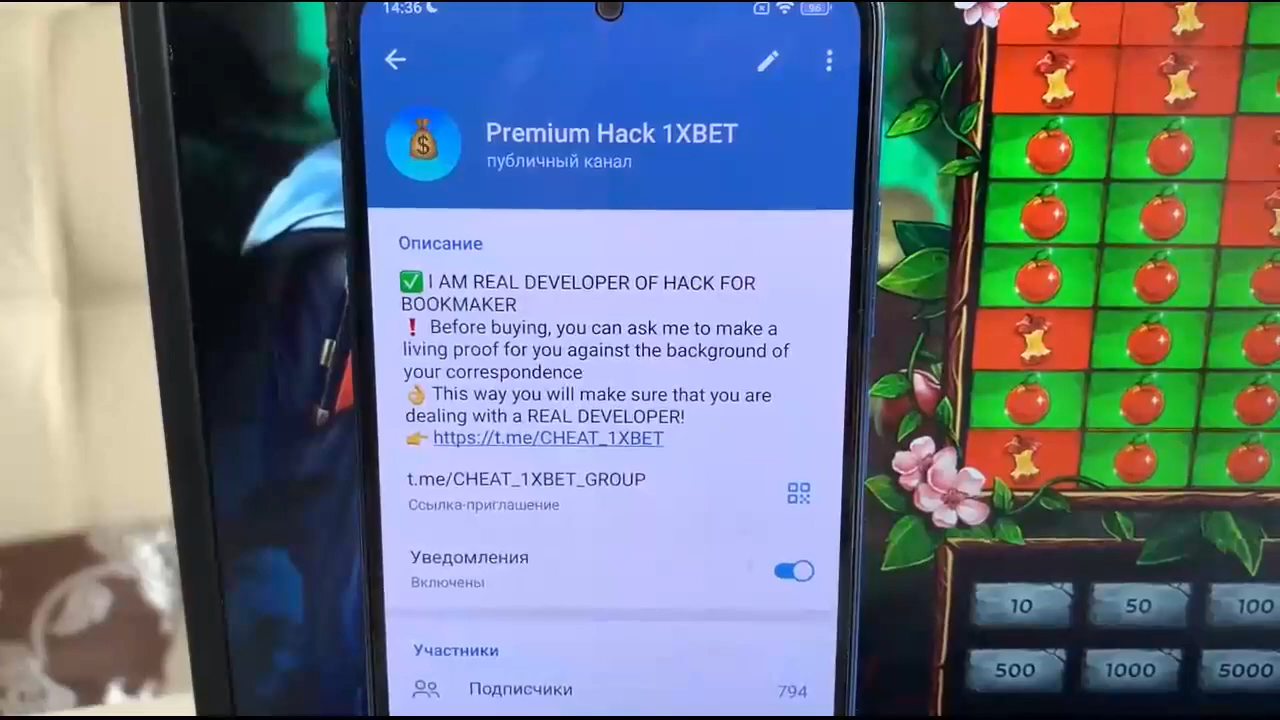 14:36
96
Premium Hack 1XBET
публичный канал
Описание
✅ I AM REAL DEVELOPER OF HACK FOR
BOOKMAKER
❗ Before buying, you can ask me to make a
living proof for you against the background of
your correspondence
👌 This way you will make sure that you are
dealing with a REAL DEVELOPER!
👉 https://t.me/CHEAT_1XBET
t.me/CHEAT_1XBET_GROUP
Ссылка-приглашение
Уведомления
Включены
Участники
Подписчики 794
10 50 100
500 1000 5000